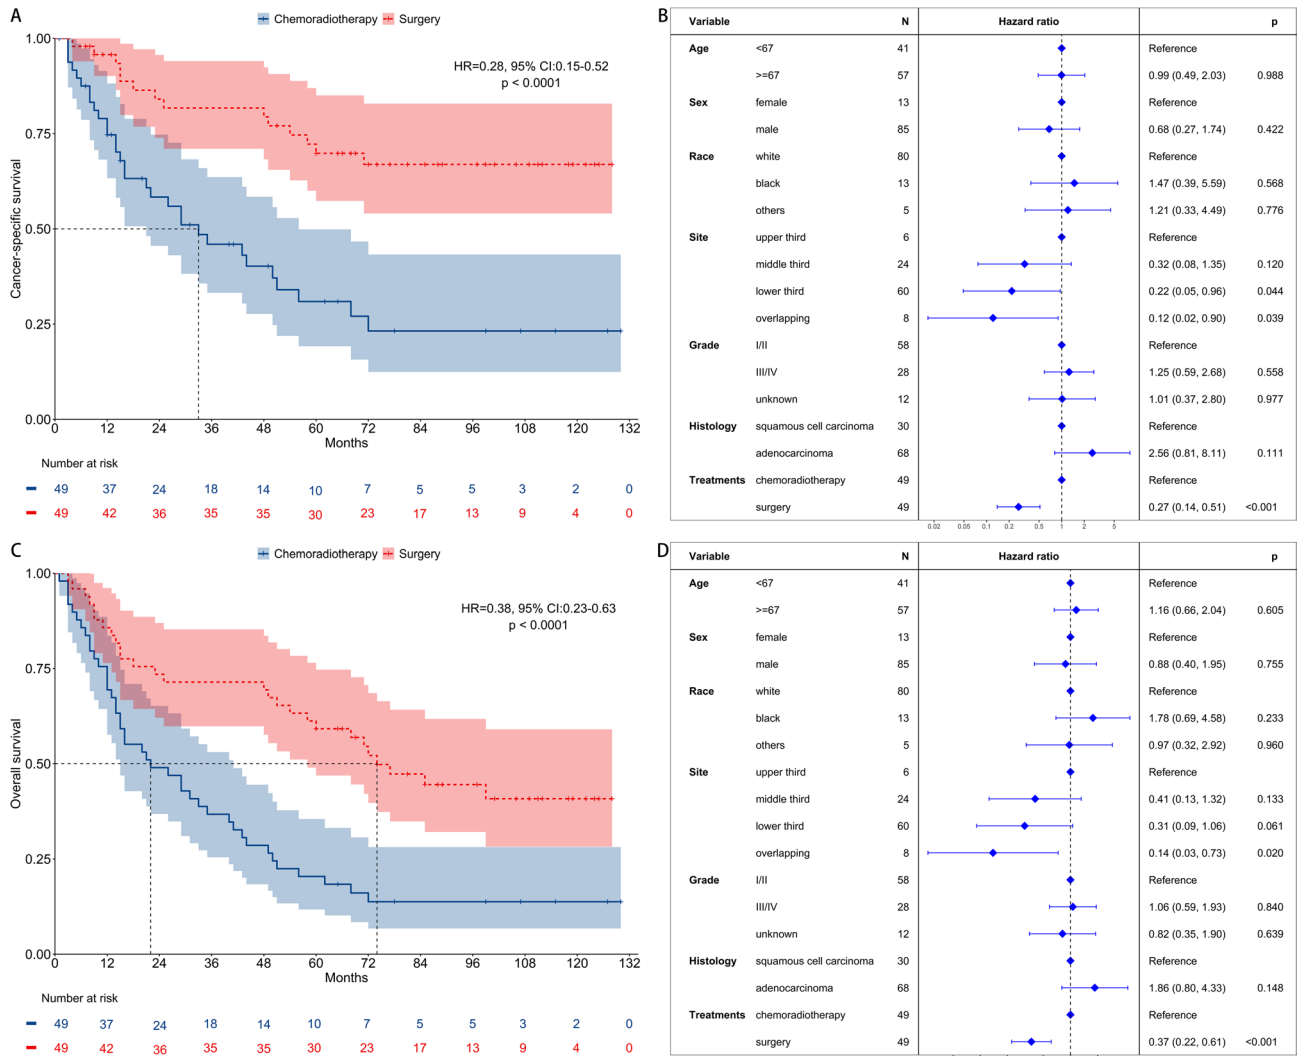 A
Chemoradiotherapy Surgery
HR=0.28, 95% CI:0.15-0.52
p < 0.0001
Cancer-specific survival
1.00
0.75
0.50
0.25
0.00
0 12 24 36 48 60 72 84 96 108 120 132
Months
Number at risk
49 37 24 18 14 10 7 5 5 3 2 0
49 42 36 35 35 30 23 17 13 9 4 0
B
Variable N Hazard ratio p
Age <67 41 Reference
>=67 57 0.99 (0.49, 2.03) 0.988
Sex female 13 Reference
male 85 0.68 (0.27, 1.74) 0.422
Race white 80 Reference
black 13 1.47 (0.39, 5.59) 0.568
others 5 1.21 (0.33, 4.49) 0.776
Site upper third 6 Reference
middle third 24 0.32 (0.08, 1.35) 0.120
lower third 60 0.22 (0.05, 0.96) 0.044
overlapping 8 0.12 (0.02, 0.90) 0.039
Grade I/II 58 Reference
III/IV 28 1.25 (0.59, 2.68) 0.558
unknown 12 1.01 (0.37, 2.80) 0.977
Histology squamous cell carcinoma 30 Reference
adenocarcinoma 68 2.56 (0.81, 8.11) 0.111
Treatments chemoradiotherapy 49 Reference
surgery 49 0.27 (0.14, 0.51) <0.001
0.02 0.05 0.1 0.2 0.5 1 2 5
C
Chemoradiotherapy Surgery
HR=0.38, 95% CI:0.23-0.63
p < 0.0001
Overall survival
1.00
0.75
0.50
0.25
0.00
0 12 24 36 48 60 72 84 96 108 120 132
Months
Number at risk
49 37 24 18 14 10 7 5 5 3 2 0
49 42 36 35 35 30 23 17 13 9 4 0
D
Variable N Hazard ratio p
Age <67 41 Reference
>=67 57 1.16 (0.66, 2.04) 0.605
Sex female 13 Reference
male 85 0.88 (0.40, 1.95) 0.755
Race white 80 Reference
black 13 1.78 (0.69, 4.58) 0.233
others 5 0.97 (0.32, 2.92) 0.960
Site upper third 6 Reference
middle third 24 0.41 (0.13, 1.32) 0.133
lower third 60 0.31 (0.09, 1.06) 0.061
overlapping 8 0.14 (0.03, 0.73) 0.020
Grade I/II 58 Reference
III/IV 28 1.06 (0.59, 1.93) 0.840
unknown 12 0.82 (0.35, 1.90) 0.639
Histology squamous cell carcinoma 30 Reference
adenocarcinoma 68 1.86 (0.80, 4.33) 0.148
Treatments chemoradiotherapy 49 Reference
surgery 49 0.37 (0.22, 0.61) <0.001